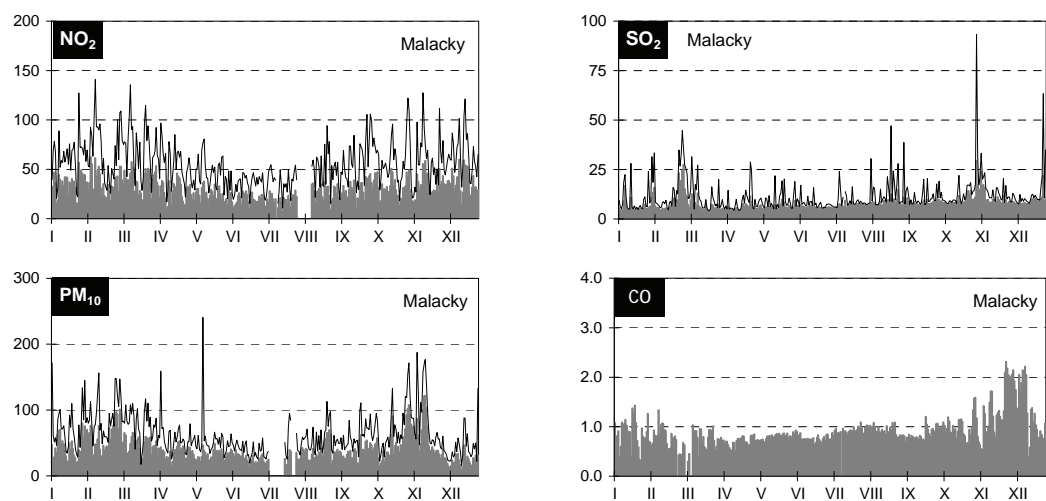 NO₂
Malacky
200
150
100
50
0
I II III IV V VI VII VIII IX X XI XII
SO₂
Malacky
100
75
50
25
0
I II III IV V VI VII VIII IX X XI XII
PM₁₀
Malacky
300
200
100
0
I II III IV V VI VII VIII IX X XI XII
CO
Malacky
4.0
3.0
2.0
1.0
0.0
I II III IV V VI VII VIII IX X XI XII